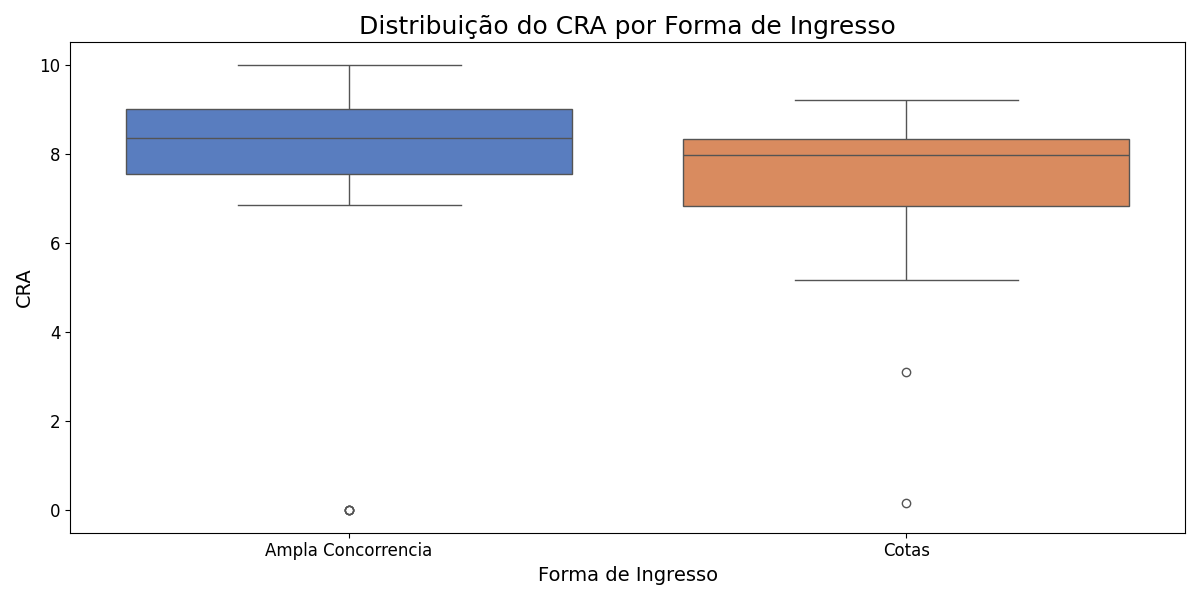 Distribuição do CRA por Forma de Ingresso
10
8
6
4
2
0
CRA
Ampla Concorrencia
Cotas
Forma de Ingresso